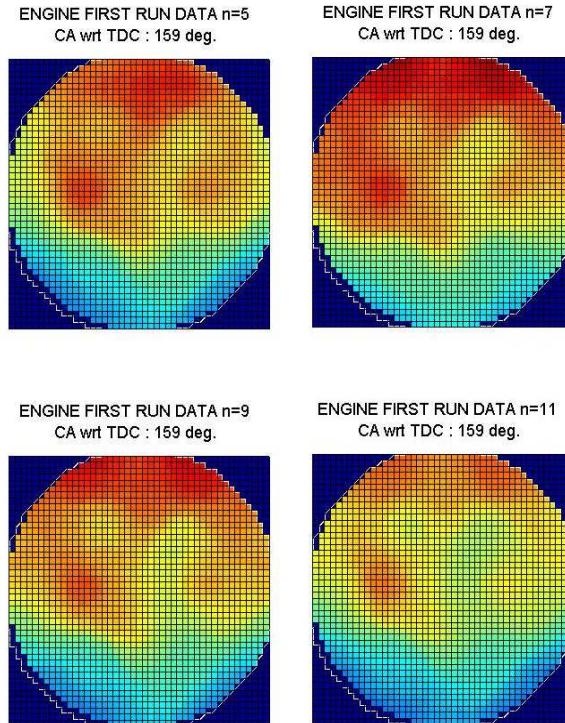 ENGINE FIRST RUN DATA n=5
CA wrt TDC : 159 deg.
ENGINE FIRST RUN DATA n=7
CA wrt TDC : 159 deg.
ENGINE FIRST RUN DATA n=9
CA wrt TDC : 159 deg.
ENGINE FIRST RUN DATA n=11
CA wrt TDC : 159 deg.